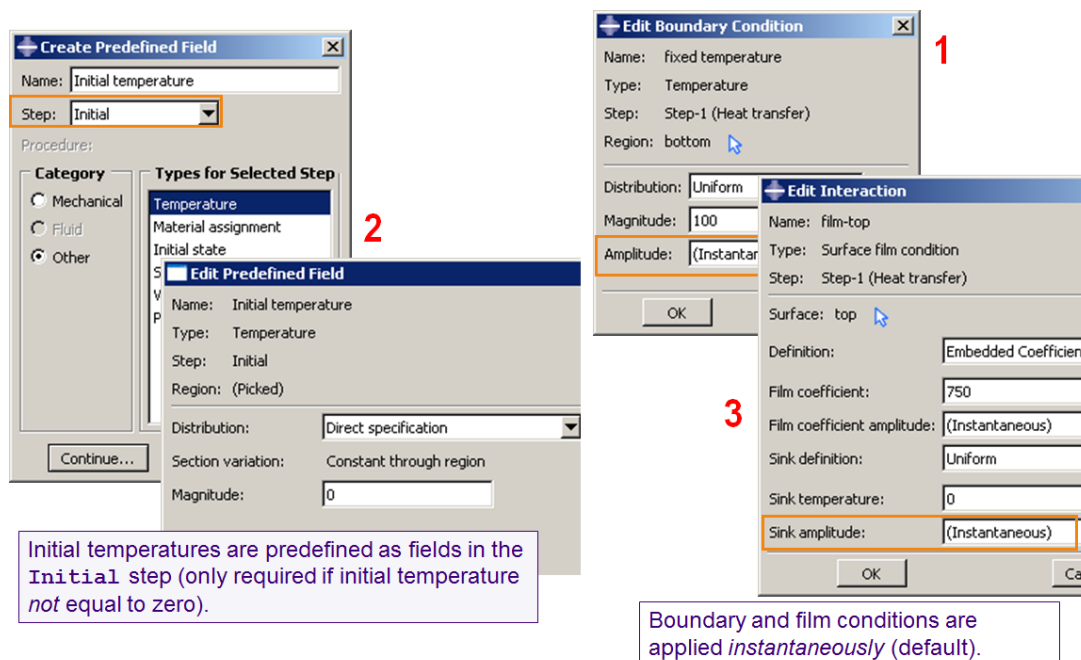 Create Predefined Field
Name: Initial temperature
Step: Initial
Procedure:
Category
Mechanical
Fluid
Other
Types for Selected Step
Temperature
Material assignment
Initial state
S
V
P
Continue...
2
Edit Predefined Field
Name: Initial temperature
Type: Temperature
Step: Initial
Region: (Picked)
Distribution: Direct specification
Section variation: Constant through region
Magnitude: 0
Initial temperatures are predefined as fields in the
Initial step (only required if initial temperature
not equal to zero).
Edit Boundary Condition
1
Name: fixed temperature
Type: Temperature
Step: Step-1 (Heat transfer)
Region: bottom
Distribution: Uniform
Magnitude: 100
Amplitude: (Instantan
OK
3
Edit Interaction
Name: film-top
Type: Surface film condition
Step: Step-1 (Heat transfer)
Surface: top
Definition: Embedded Coefficien
Film coefficient: 750
Film coefficient amplitude: (Instantaneous)
Sink definition: Uniform
Sink temperature: 0
Sink amplitude: (Instantaneous)
OK
Ca
Boundary and film conditions are
applied instantaneously (default).